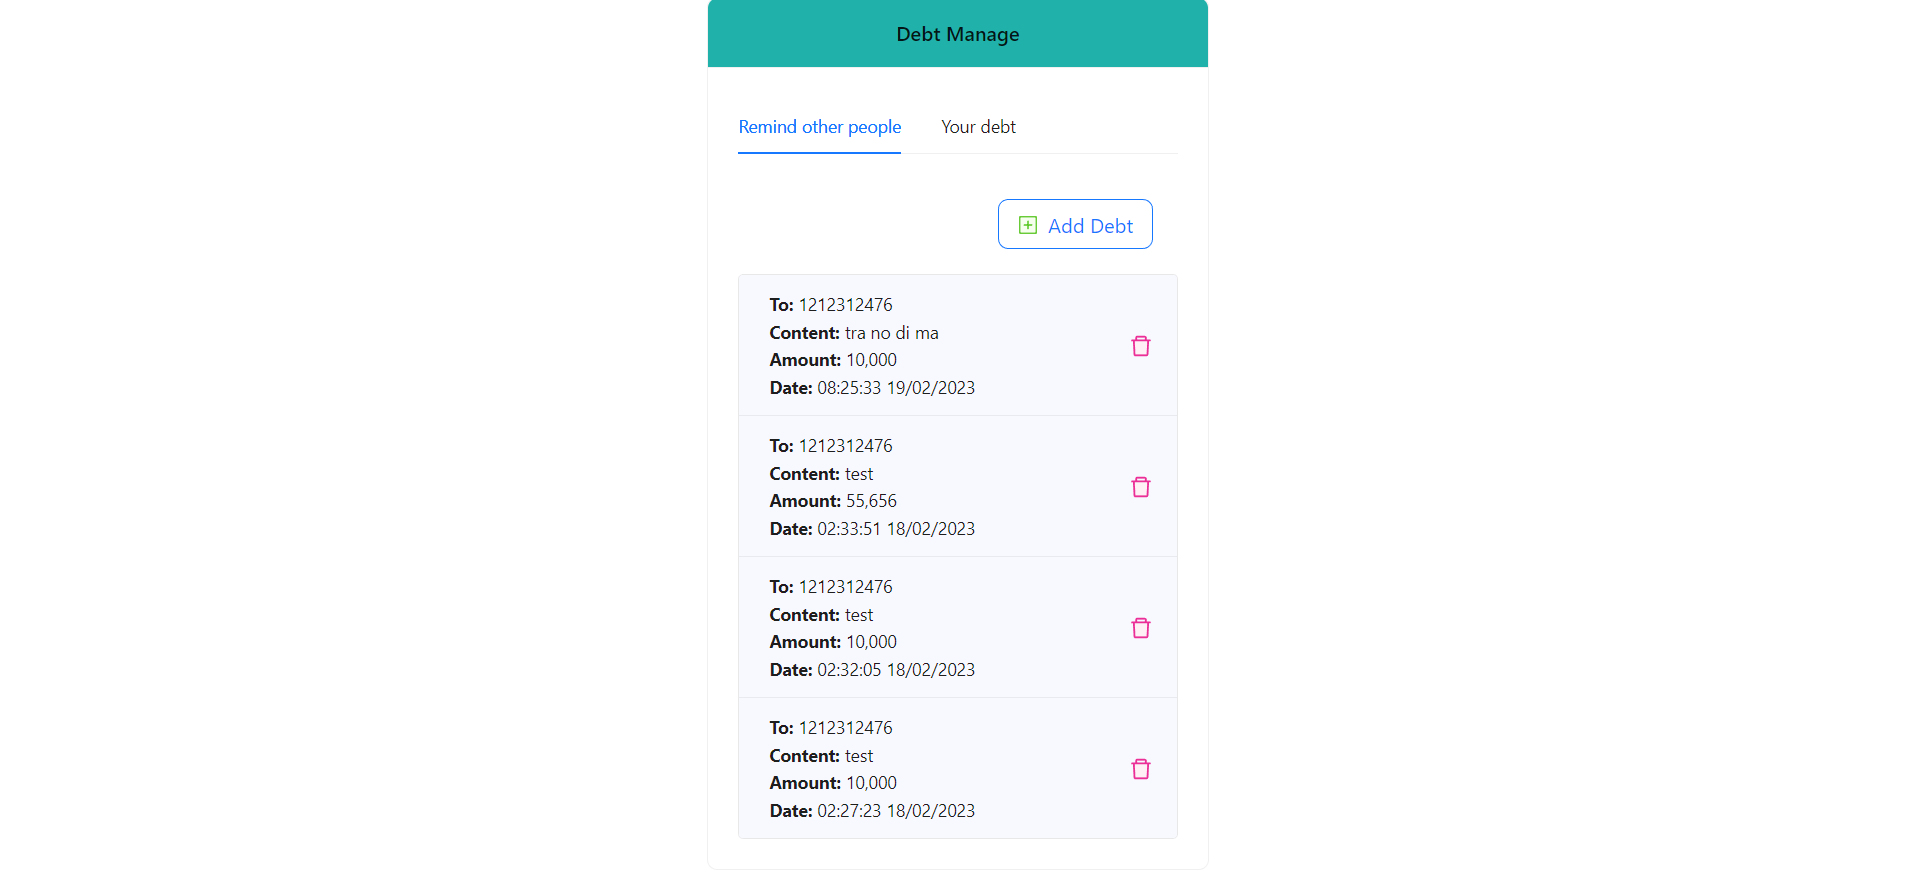 Debt Manage
Remind other people
Your debt
Add Debt
To: 1212312476
Content: tra no di ma
Amount: 10,000
Date: 08:25:33 19/02/2023
To: 1212312476
Content: test
Amount: 55,656
Date: 02:33:51 18/02/2023
To: 1212312476
Content: test
Amount: 10,000
Date: 02:32:05 18/02/2023
To: 1212312476
Content: test
Amount: 10,000
Date: 02:27:23 18/02/2023